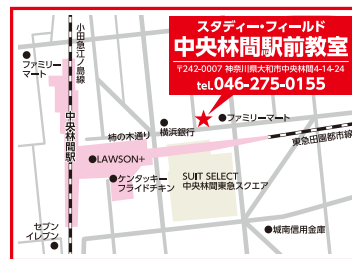 スタディー・フィールド
中央林間駅前教室
〒242-0007 神奈川県大和市中央林間4-14-24
tel.046-275-0155
小田急江ノ島線
●ファミリーマート
●ファミリー
マート
横浜銀行
柿の木通り
東急田園都市線
中央林間駅
●LAWSON+
●ケンタッキー
フライドチキン
SUIT SELECT
中央林間東急スクエア
セブン
イレブン
●城南信用金庫